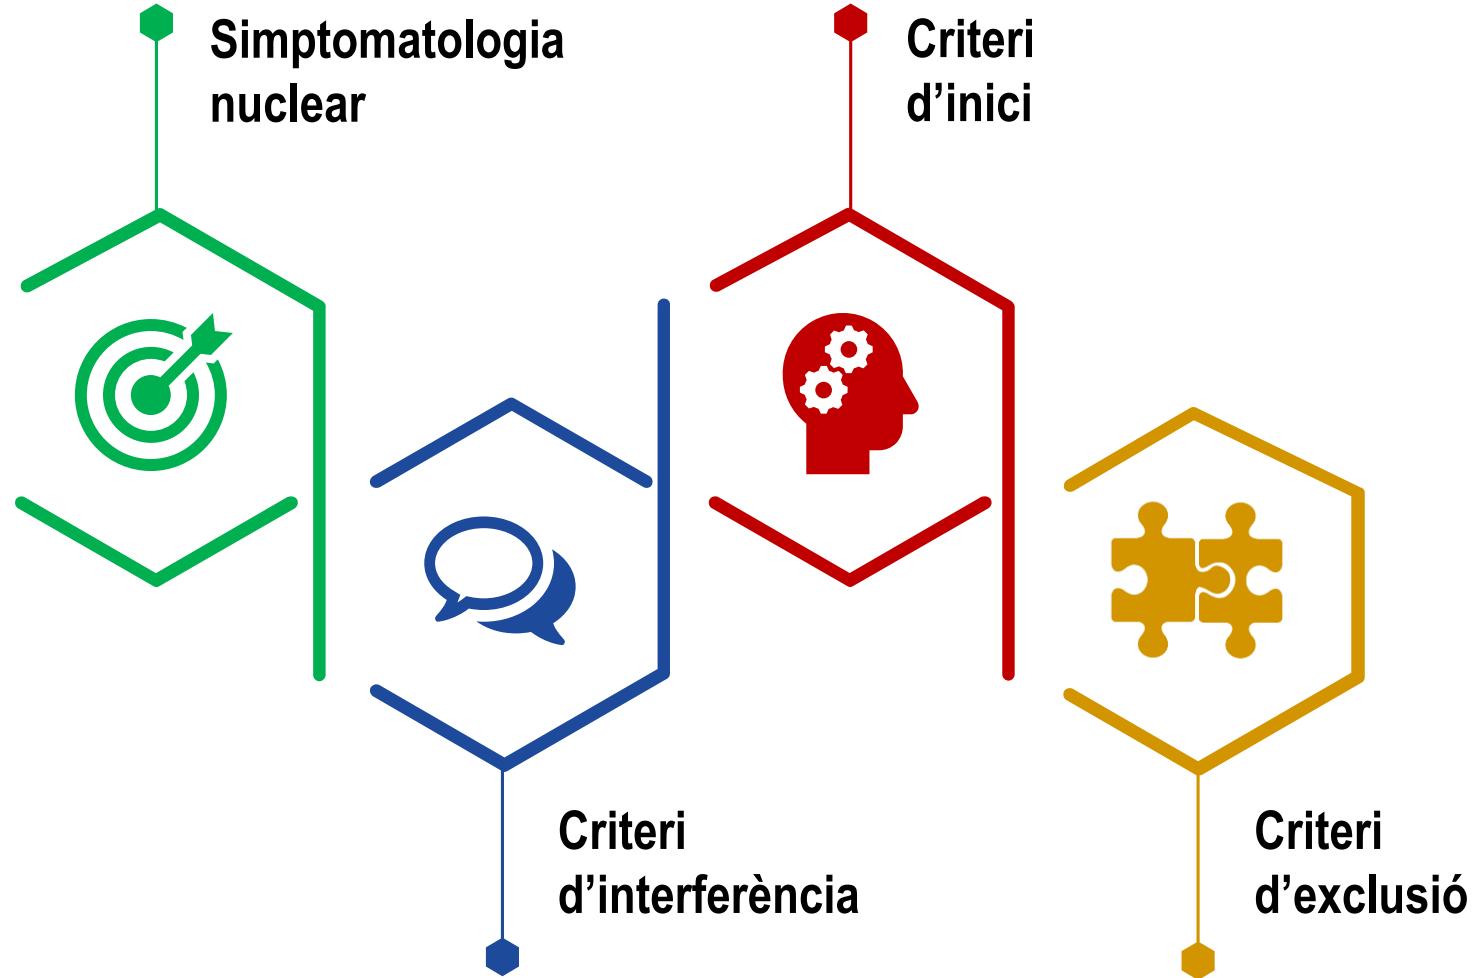 Simptomatologia
nuclear
Criteri
d’interferència
Criteri
d’inici
Criteri
d’exclusió